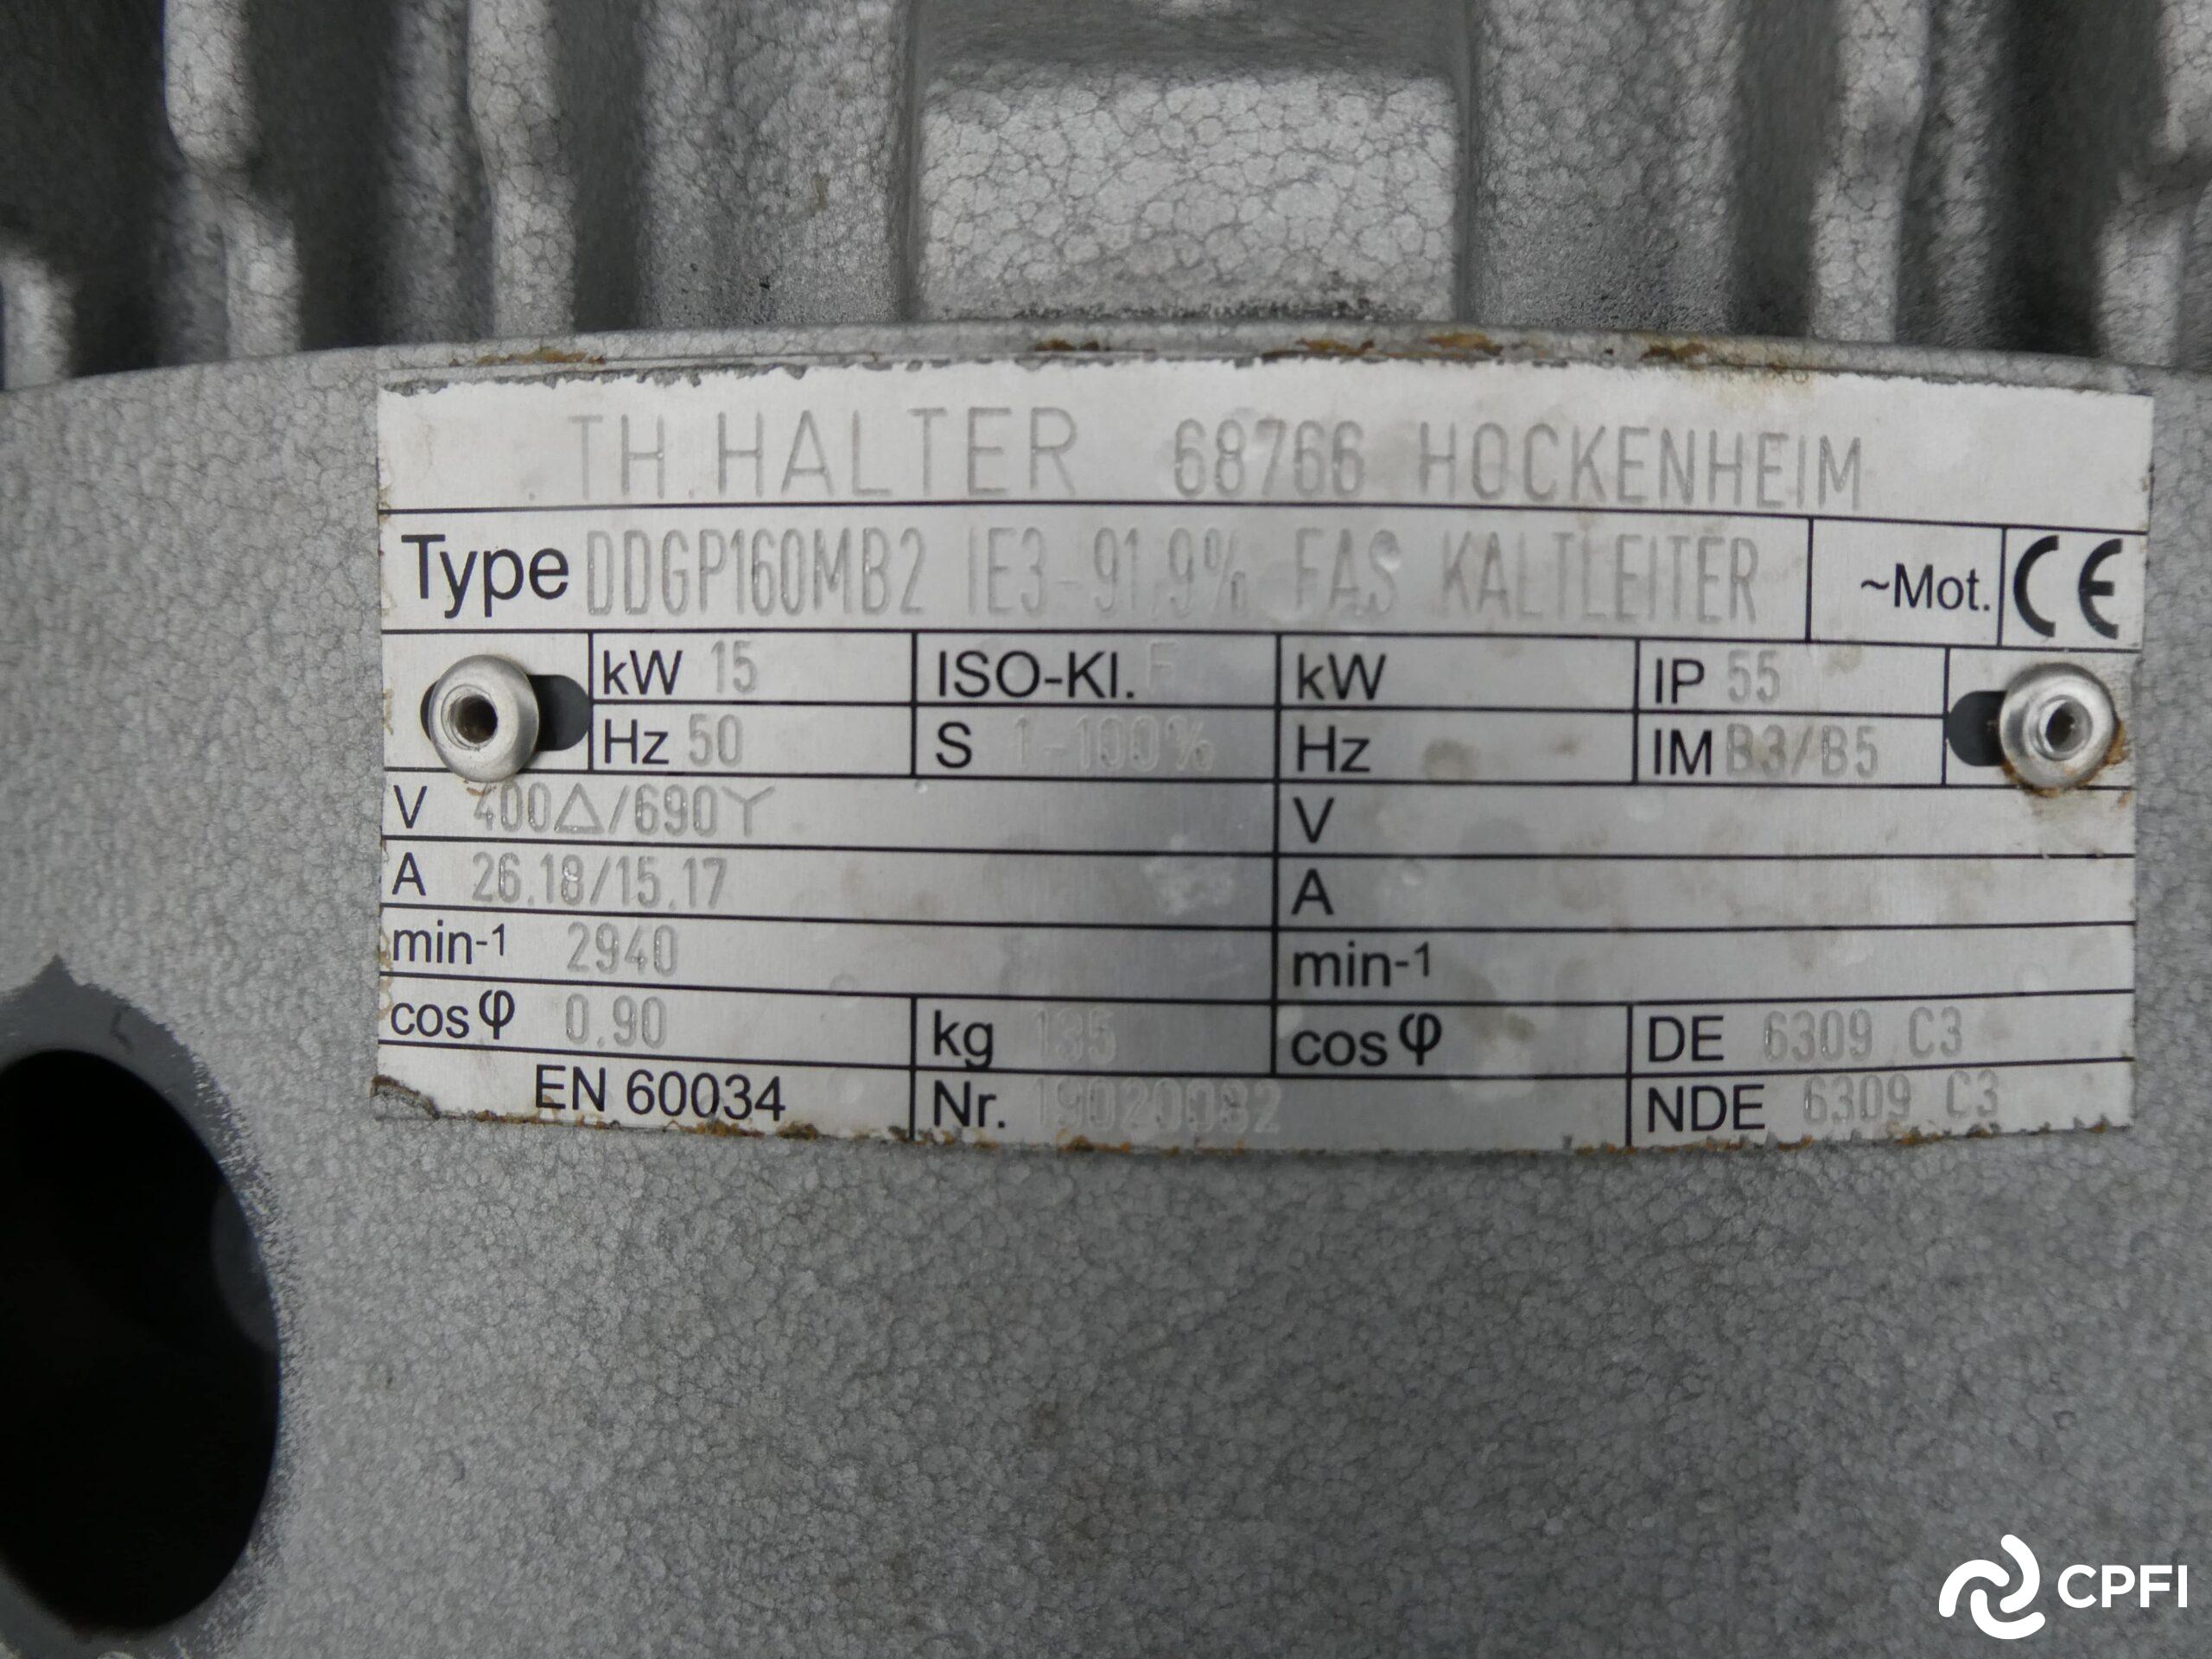 TH.HALTER 68766 HOCKENHEIM
Type DDGP160MB2 IE3-91.9% FAS KALTLEITER ~Mot. CE
kW 15 ISO-Kl. F kW IP 55
Hz 50 S 1-100% Hz IM B3/B5
V 400△/690Y V
A 26.18/15.17 A
min-1 2940 min-1
cosφ 0.90 kg 135 cosφ DE 6309 C3
EN 60034 Nr. 19020082 NDE 6309 C3
CPFI